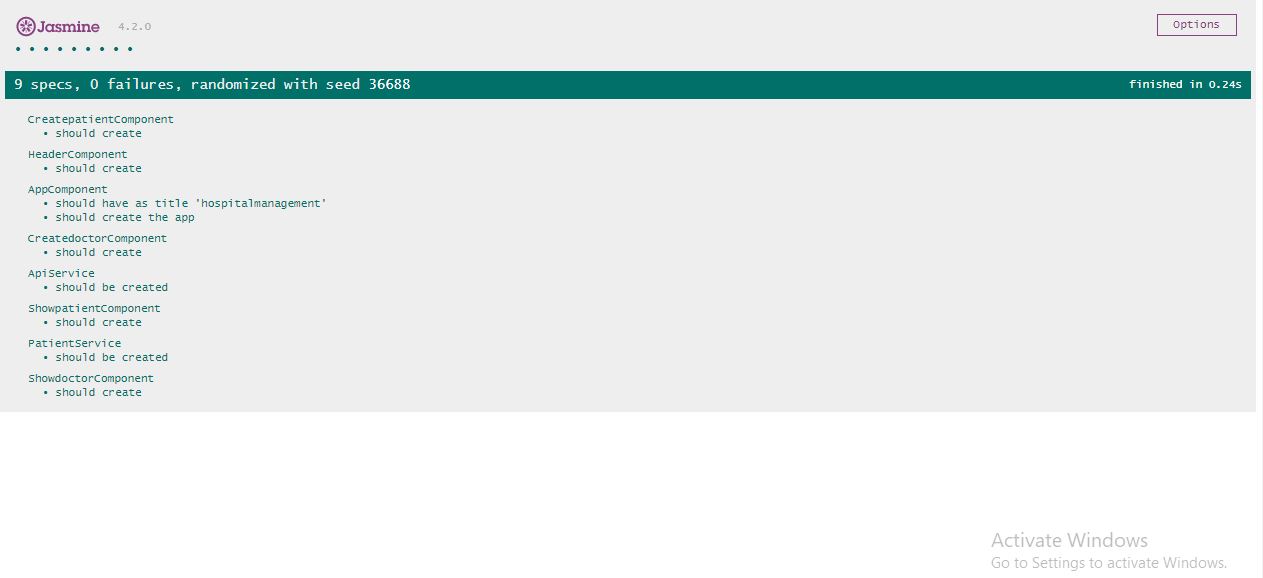 Jasmine 4.2.0
Options
• • • • • • • • •
9 specs, 0 failures, randomized with seed 36688
finished in 0.24s
CreatepatientComponent
• should create
HeaderComponent
• should create
AppComponent
• should have as title 'hospitalmanagement'
• should create the app
CreatedoctorComponent
• should create
ApiService
• should be created
ShowpatientComponent
• should create
PatientService
• should be created
ShowdoctorComponent
• should create
Activate Windows
Go to Settings to activate Windows.